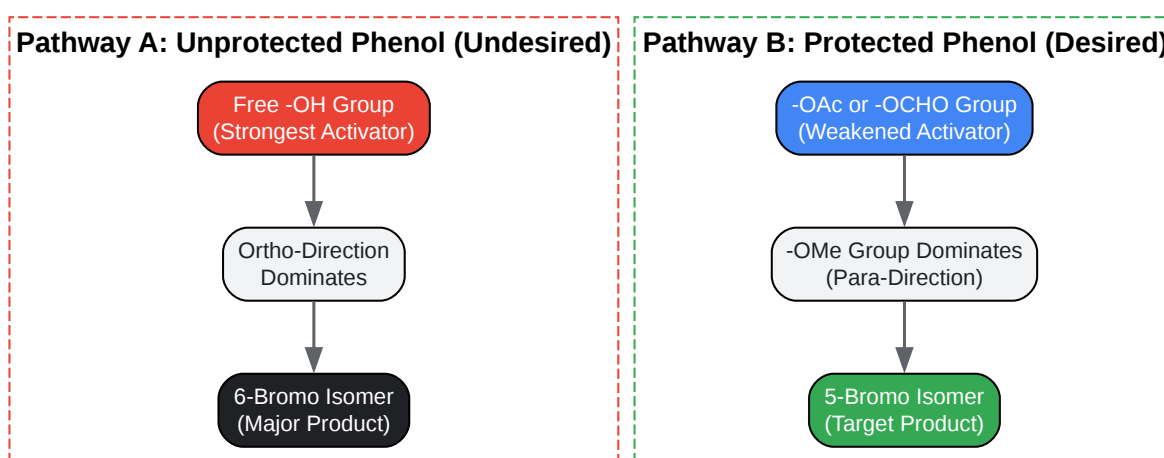 Pathway A: Unprotected Phenol (Undesired)
Free -OH Group
(Strongest Activator)
Ortho-Direction
Dominates
6-Bromo Isomer
(Major Product)
Pathway B: Protected Phenol (Desired)
-OAc or -OCHO Group
(Weakened Activator)
-OMe Group Dominates
(Para-Direction)
5-Bromo Isomer
(Target Product)